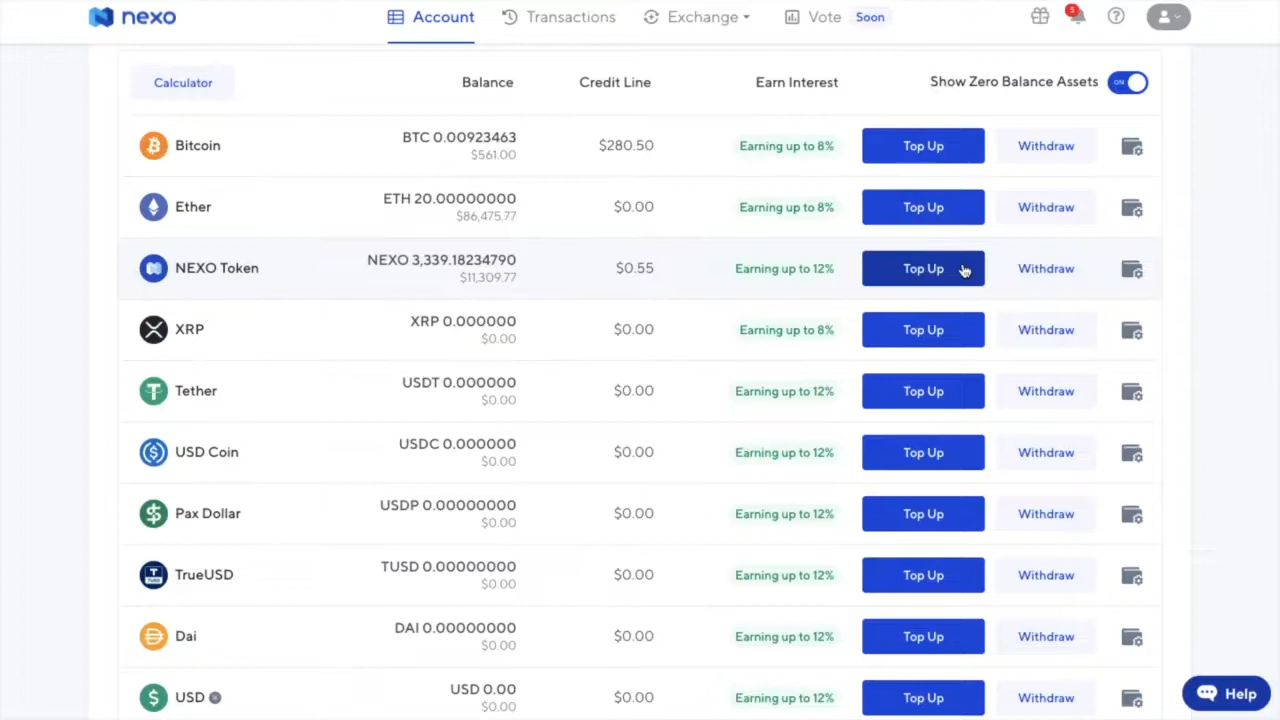 nexo Account Transactions Exchange Vote Soon 5
Calculator Balance Credit Line Earn Interest Show Zero Balance Assets ON
Bitcoin BTC 0.00923463 $280.50 Earning up to 8% Top Up Withdraw
$561.00
Ether ETH 20.00000000 $0.00 Earning up to 8% Top Up Withdraw
$86,475.77
NEXO Token NEXO 3,339.18234790 $0.55 Earning up to 12% Top Up Withdraw
$11,309.77
XRP XRP 0.000000 $0.00 Earning up to 8% Top Up Withdraw
$0.00
Tether USDT 0.000000 $0.00 Earning up to 12% Top Up Withdraw
$0.00
USD Coin USDC 0.000000 $0.00 Earning up to 12% Top Up Withdraw
$0.00
Pax Dollar USDP 0.00000000 $0.00 Earning up to 12% Top Up Withdraw
$0.00
TrueUSD TUSD 0.00000000 $0.00 Earning up to 12% Top Up Withdraw
$0.00
Dai DAI 0.00000000 $0.00 Earning up to 12% Top Up Withdraw
$0.00
USD USD 0.00 $0.00 Earning up to 12% Top Up Withdraw
$0.00
Help